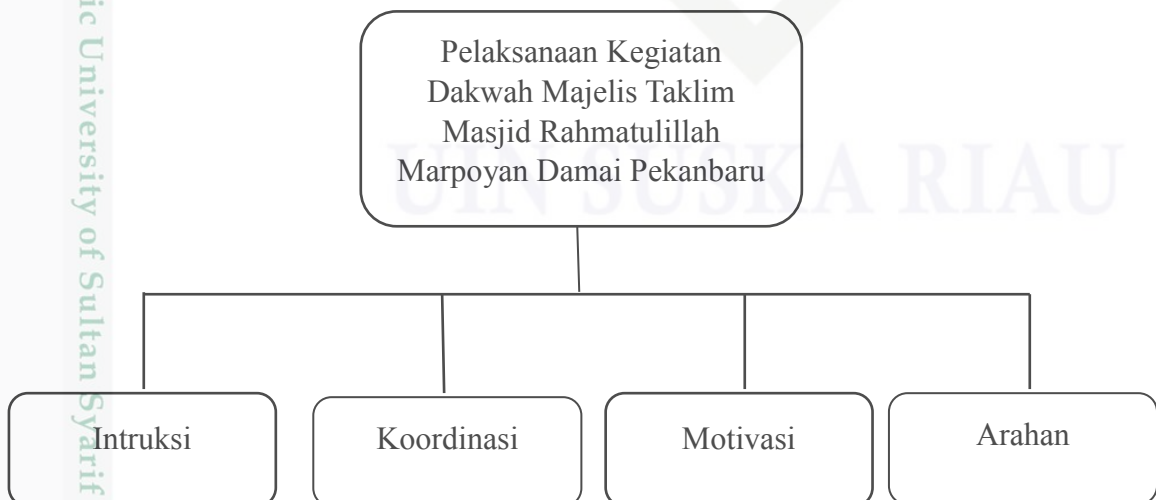 Pelaksanaan Kegiatan
Dakwah Majelis Taklim
Masjid Rahmatulillah
Marpoyan Damai Pekanbaru
UIN SUSKA RIAU
Intruksi
Koordinasi
Motivasi
Arahan
ic University of Sultan Syarif